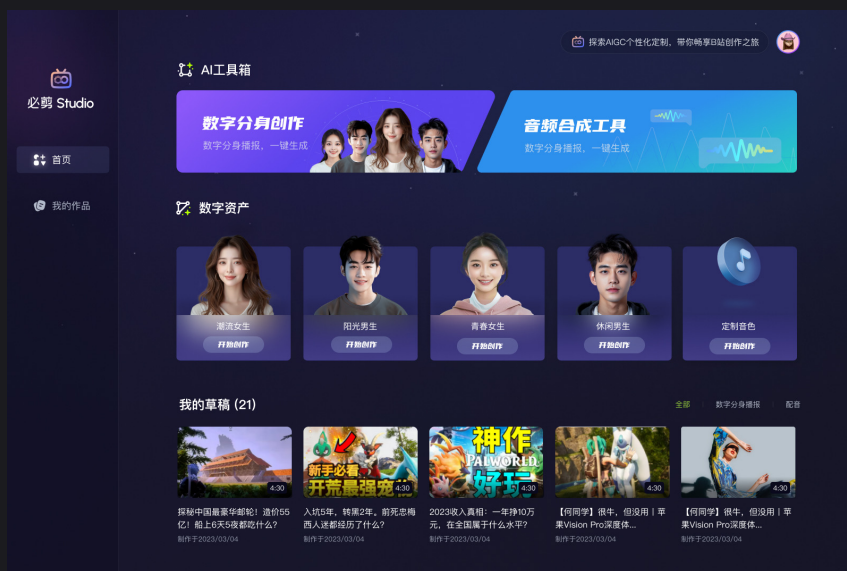 探索AIGC个性化定制，带你畅享B站创作之旅
必剪 Studio
首页
我的作品
AI工具箱
数字分身创作
数字分身播报，一键生成
音频合成工具
数字分身播报，一键生成
数字资产
潮流女生
开始创作
阳光男生
开始创作
青春女生
开始创作
休闲男生
开始创作
定制音色
开始创作
我的草稿 (21)
全部
数字分身播报
配音
4:30
探秘中国最豪华邮轮！造价55
亿！船上6天5夜都吃什么？
制作于2023/03/04
新手必看
开荒最强宠
4:30
入坑5年，转黑2年。前死忠梅
西人迷都经历了什么？
制作于2023/03/04
神作
PALWORLD
好玩
4:30
2023收入真相：一年挣10万
元，在全国属于什么水平？
制作于2023/03/04
4:30
【何同学】很牛，但没用丨苹
果Vision Pro深度体...
制作于2023/03/04
4:30
【何同学】很牛，但没用丨苹
果Vision Pro深度体...
制作于2023/03/04